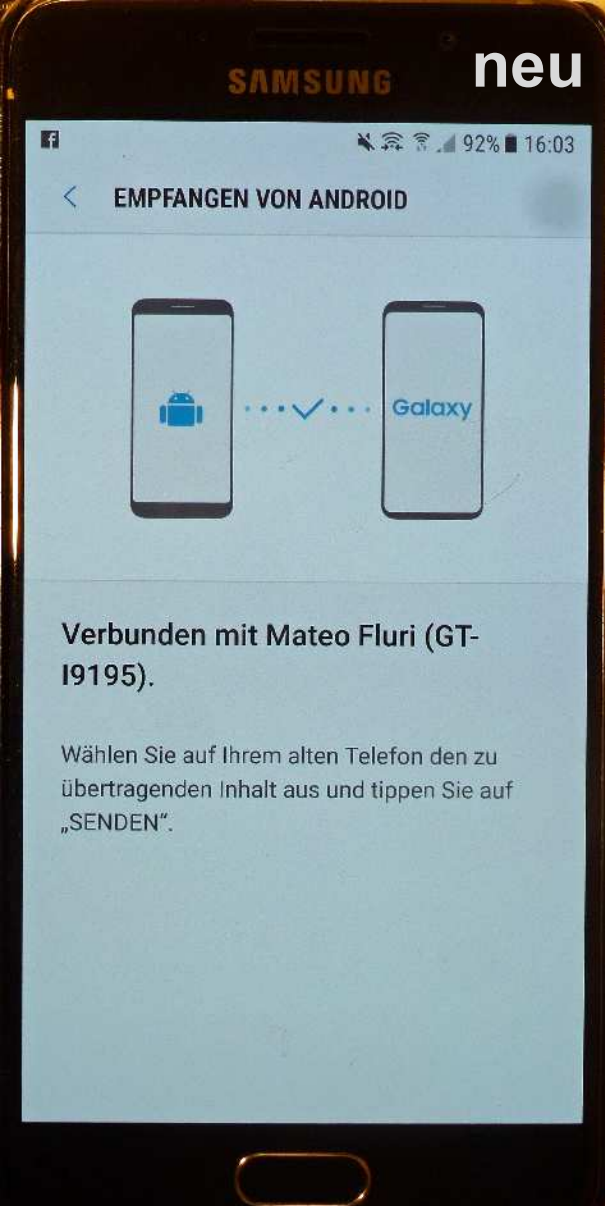 neu
SAMSUNG
92% 16:03
EMPFANGEN VON ANDROID
Galaxy
Verbunden mit Mateo Fluri (GT-
I9195).
Wählen Sie auf Ihrem alten Telefon den zu
übertragenden Inhalt aus und tippen Sie auf
„SENDEN“.